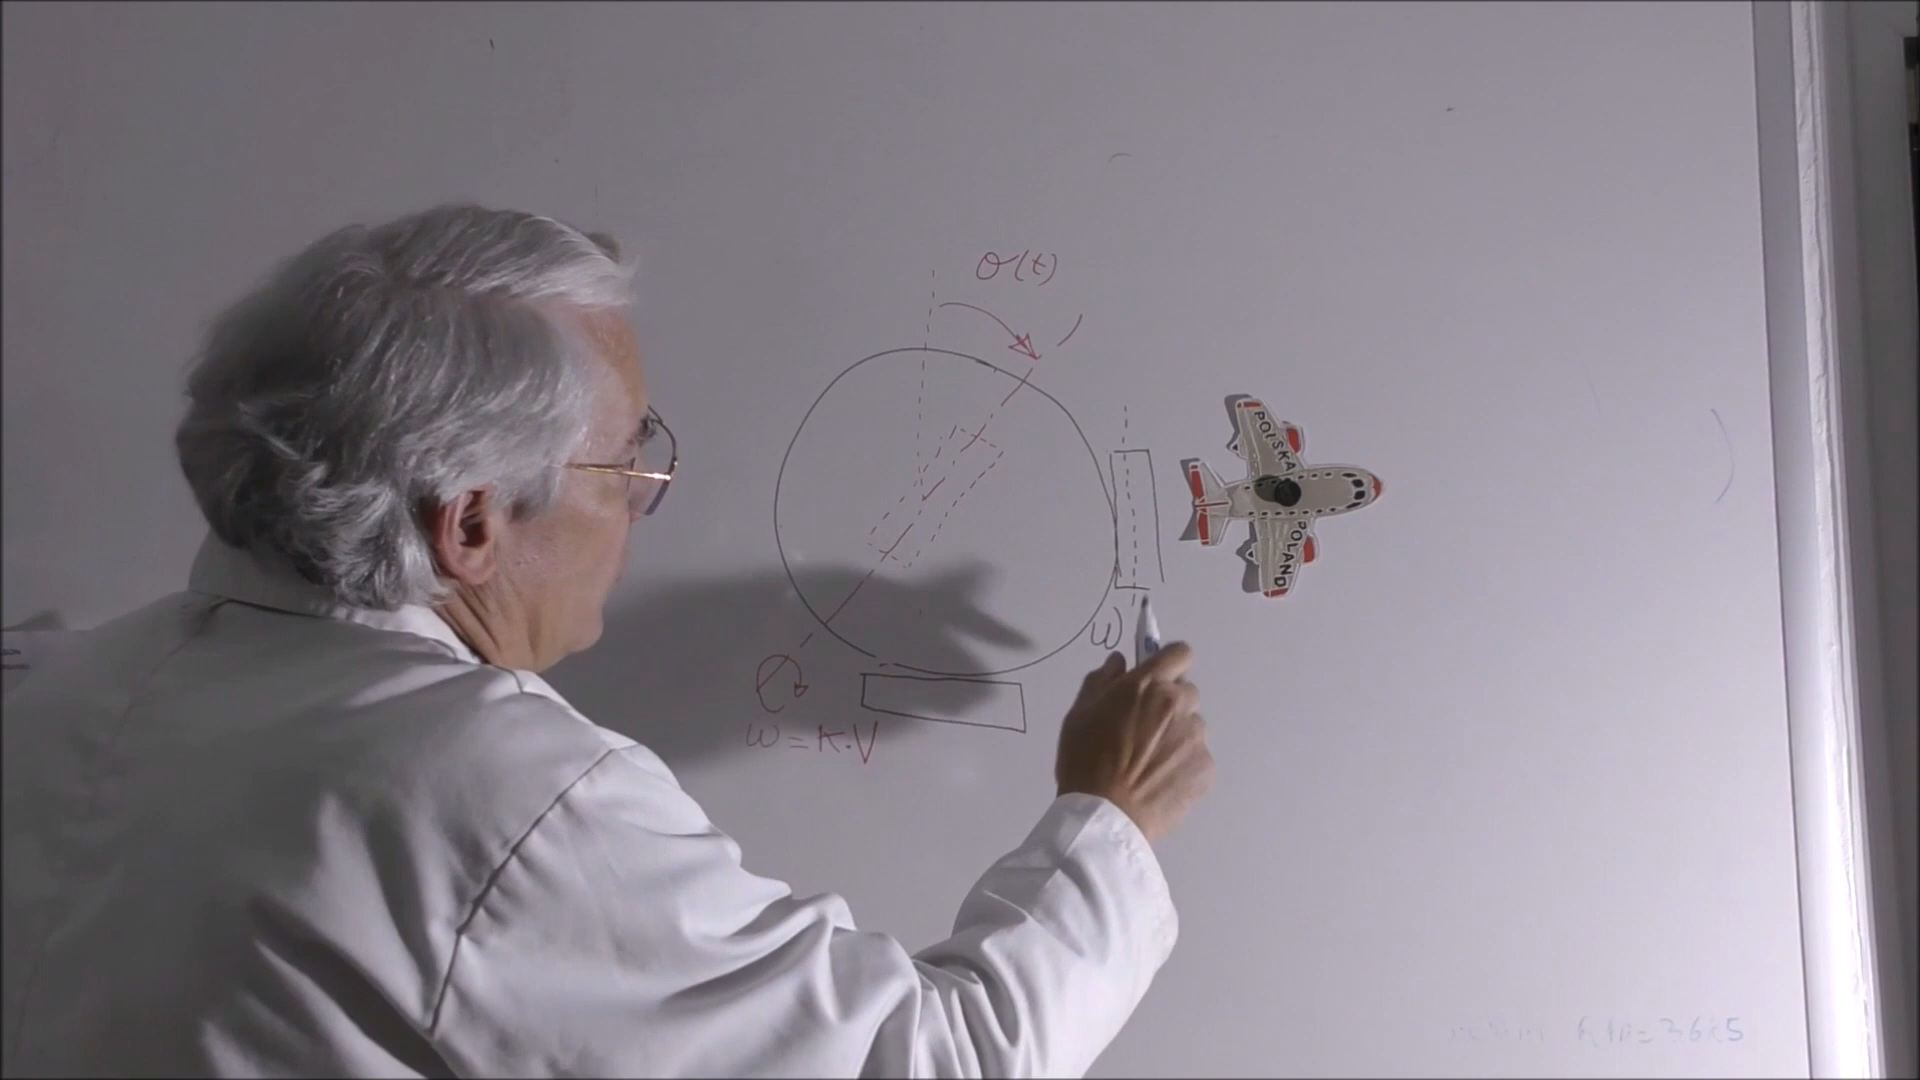 σ(t)
POLSKA
POLAND
ω
ω = K.V